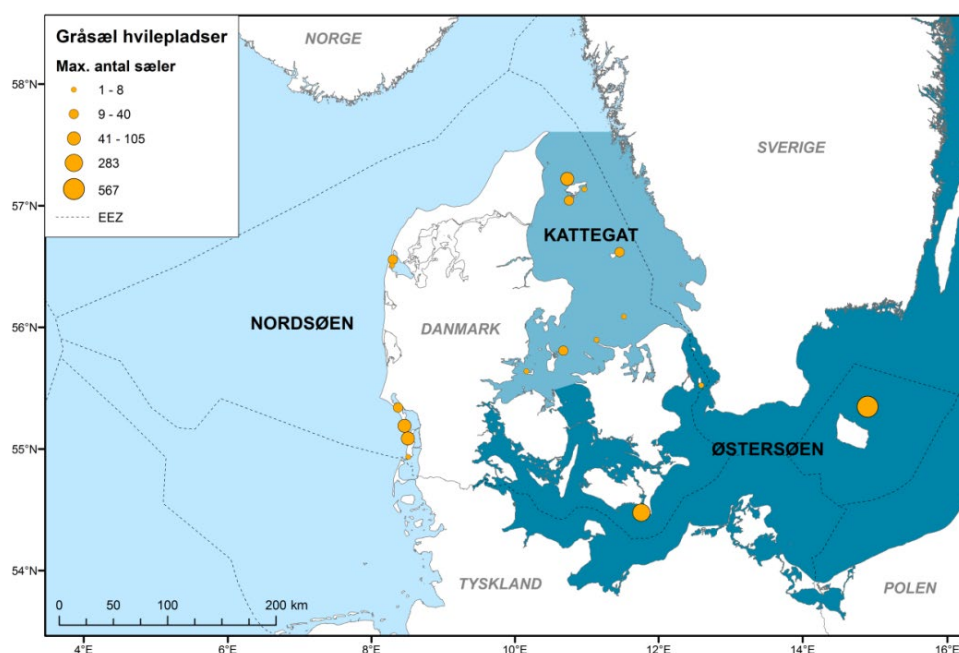 Gråsæl hvilepladser
Max. antal sæler
1 - 8
9 - 40
41 - 105
283
567
EEZ
NORGE
SVERIGE
KATTEGAT
NORDSØEN
DANMARK
ØSTERSØEN
TYSKLAND
POLEN
58°N
57°N
56°N
55°N
54°N
0 50 100 200 km
4°E 6°E 8°E 10°E 12°E 14°E 16°E